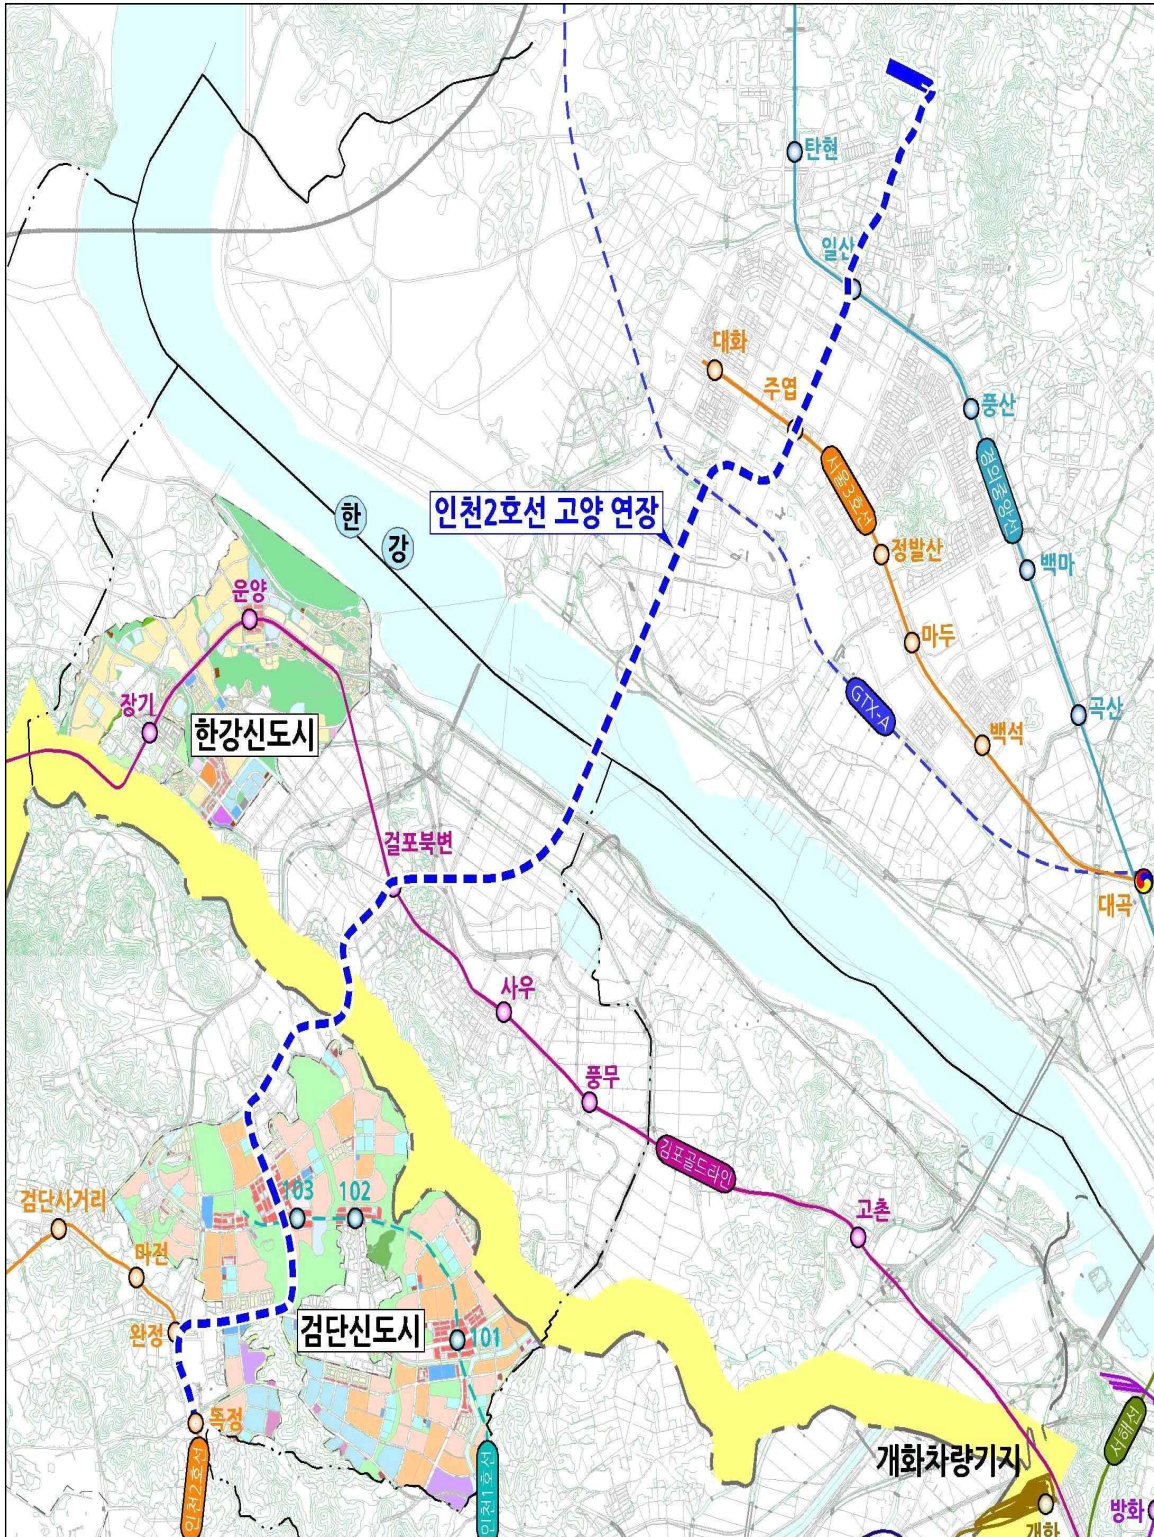 탄현
일산
대화
주엽
풍산
경의중앙선
서울3호선
인천2호선 고양 연장
한
강
정발산
백마
운양
마두
장기
GTX-A
곡산
한강신도시
백석
걸포북변
대곡
사우
풍무
김포골드라인
103
102
검단사거리
고촌
마전
완정
검단신도시
101
독정
서해선
인천2호선
인천1호선
개화차량기지
개화
방화